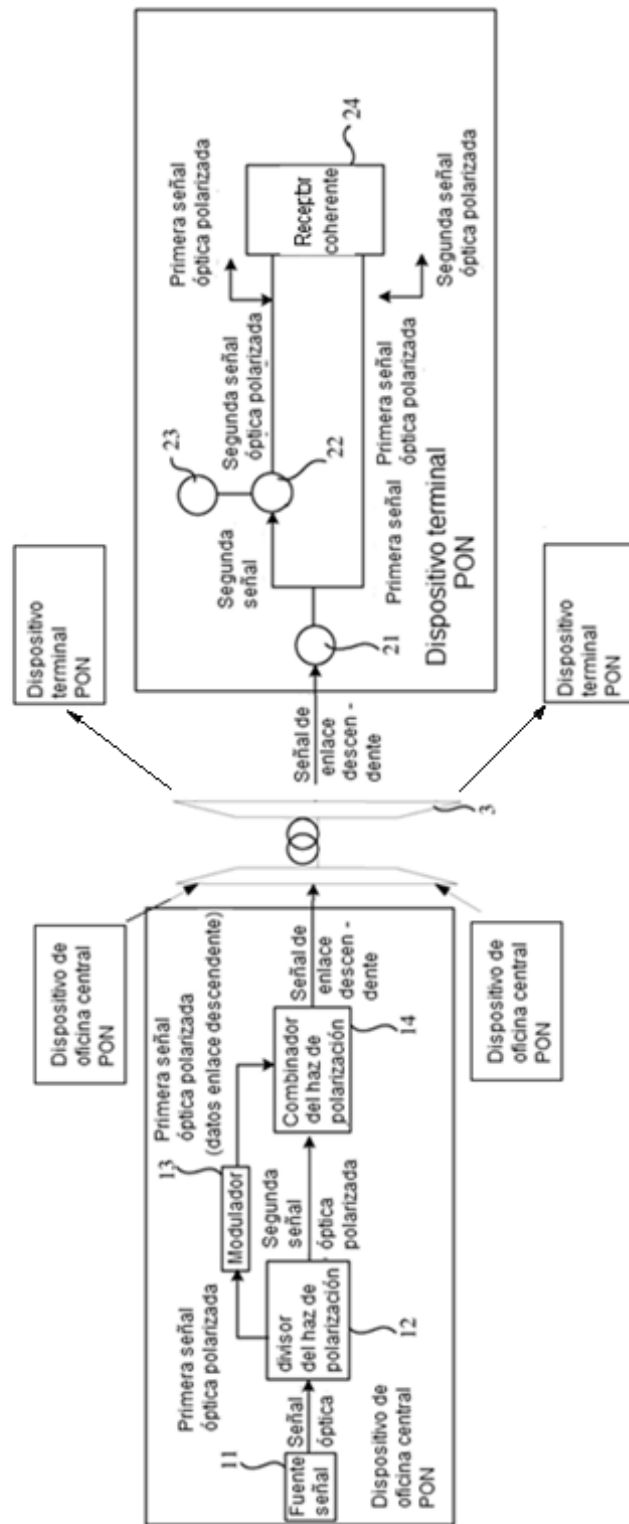 Dispositivo de
oficina central
PON
Dispositivo de
oficina central
PON
Dispositivo de
oficina central
PON
11
Fuente
señal
Señal
óptica
divisor
del haz de
polarización
12
Primera señal
óptica polarizada
13
Modulador
Primera señal
óptica polarizada
(datos enlace descendente)
Segunda
señal
óptica polarizada
Combinador
del haz de
polarización
14
Señal de
enlace
descen -
dente
3
Señal de
enlace
descen -
dente
Dispositivo
terminal
PON
Dispositivo
terminal
PON
21
Segunda
señal
23
22
Segunda señal
óptica polarizada
Primera señal
óptica polarizada
Receptor
coherente
24
Primera señal
Primera señal
óptica polarizada
Segunda señal
óptica polarizada
Dispositivo terminal
PON